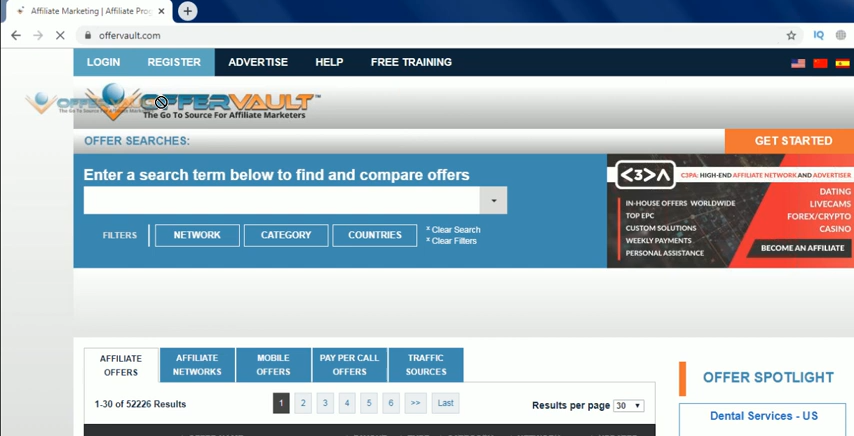 Affiliate Marketing | Affiliate Prog
offervault.com
IQ
LOGIN REGISTER ADVERTISE HELP FREE TRAINING
OFFERVAULT™
The Go To Source For Affiliate Marketers
OFFER SEARCHES:
GET STARTED
Enter a search term below to find and compare offers
FILTERS NETWORK CATEGORY COUNTRIES
* Clear Search
* Clear Filters
<3>Λ
C3PA: HIGH-END AFFILIATE NETWORK AND ADVERTISER
IN-HOUSE OFFERS WORLDWIDE
TOP EPC
CUSTOM SOLUTIONS
WEEKLY PAYMENTS
PERSONAL ASSISTANCE
DATING
LIVECAMS
FOREX/CRYPTO
CASINO
BECOME AN AFFILIATE
AFFILIATE OFFERS
AFFILIATE NETWORKS
MOBILE OFFERS
PAY PER CALL OFFERS
TRAFFIC SOURCES
1-30 of 52226 Results
1 2 3 4 5 6 >> Last
Results per page 30
OFFER SPOTLIGHT
Dental Services - US